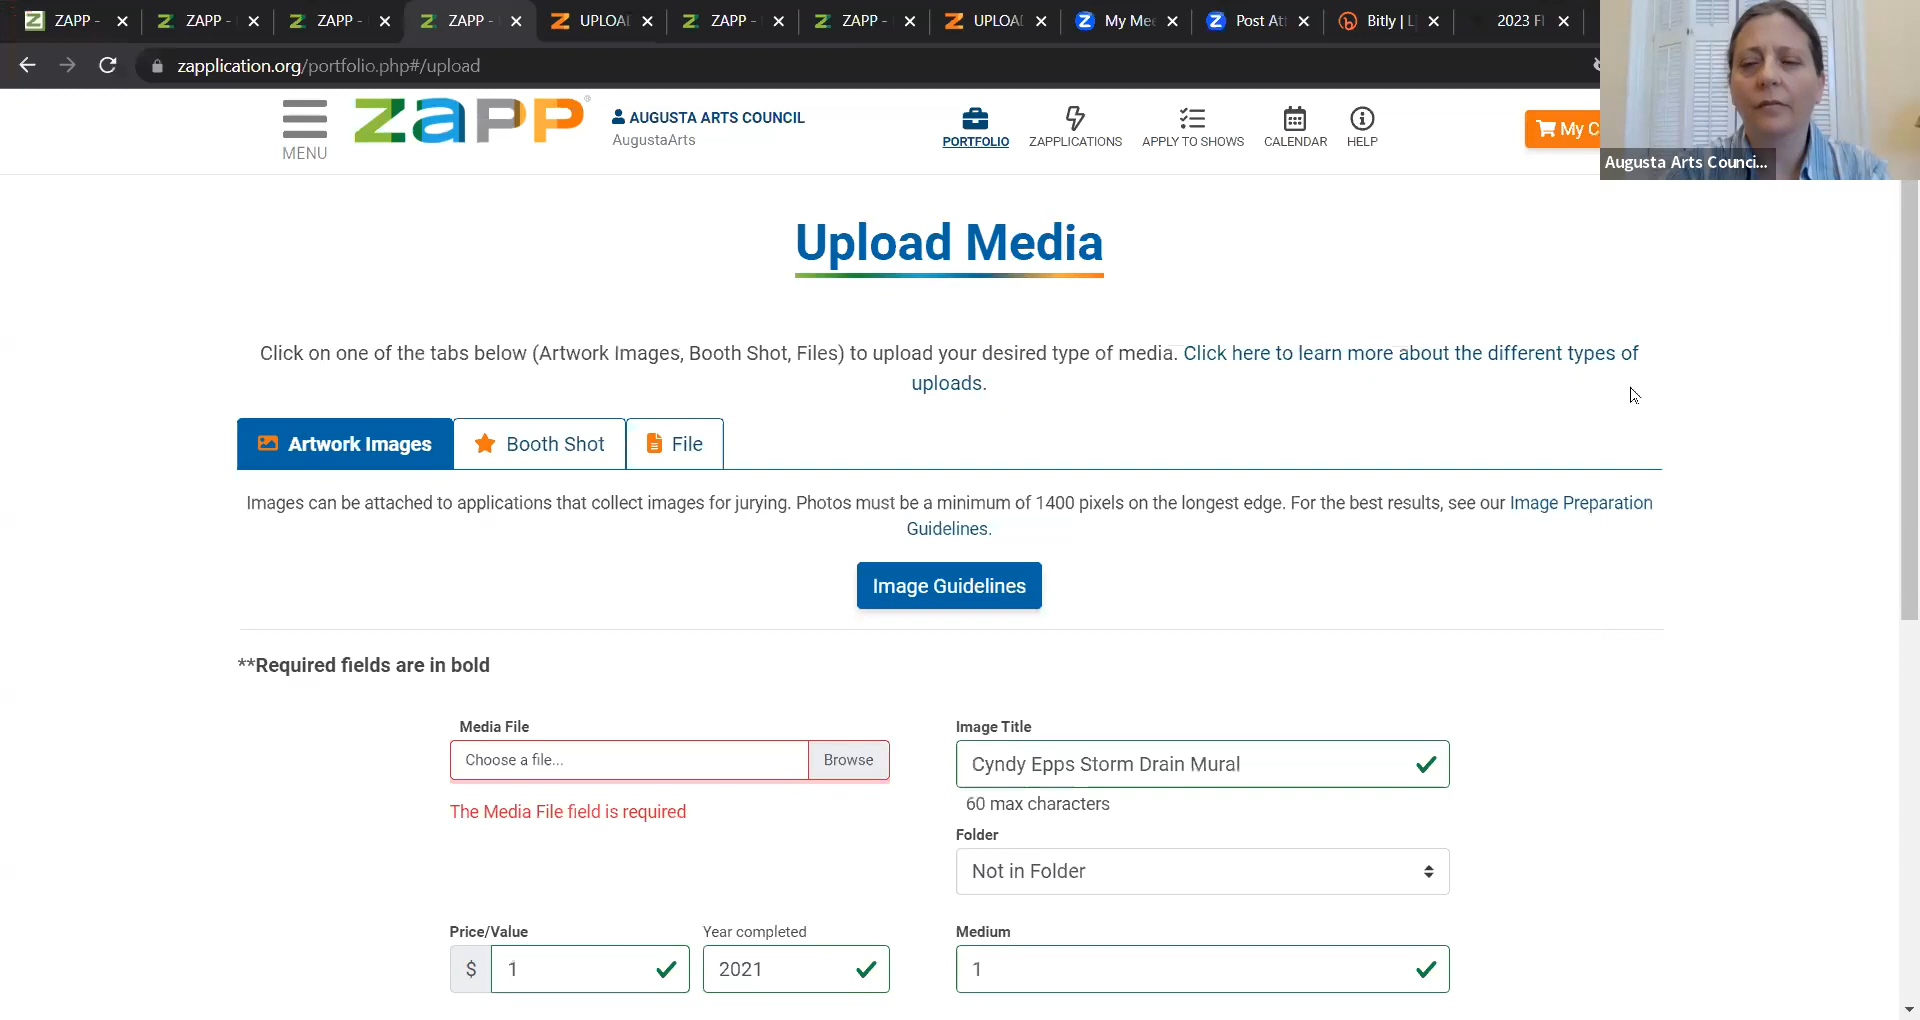 ZAPP -
ZAPP -
ZAPP -
ZAPP -
UPLOA
ZAPP -
ZAPP -
UPLOA
My Me
Post At
Bitly | L
2023 Fl
zapplication.org/portfolio.php#/upload
MENU
zapp®
AUGUSTA ARTS COUNCIL
AugustaArts
PORTFOLIO
ZAPPLICATIONS
APPLY TO SHOWS
CALENDAR
HELP
My C
Augusta Arts Counci...
Upload Media
Click on one of the tabs below (Artwork Images, Booth Shot, Files) to upload your desired type of media. Click here to learn more about the different types of
uploads.
Artwork Images
Booth Shot
File
Images can be attached to applications that collect images for jurying. Photos must be a minimum of 1400 pixels on the longest edge. For the best results, see our Image Preparation
Guidelines.
Image Guidelines
**Required fields are in bold
Media File
Choose a file...
Browse
The Media File field is required
Image Title
Cyndy Epps Storm Drain Mural
60 max characters
Folder
Not in Folder
Price/Value
$ 1
Year completed
2021
Medium
1